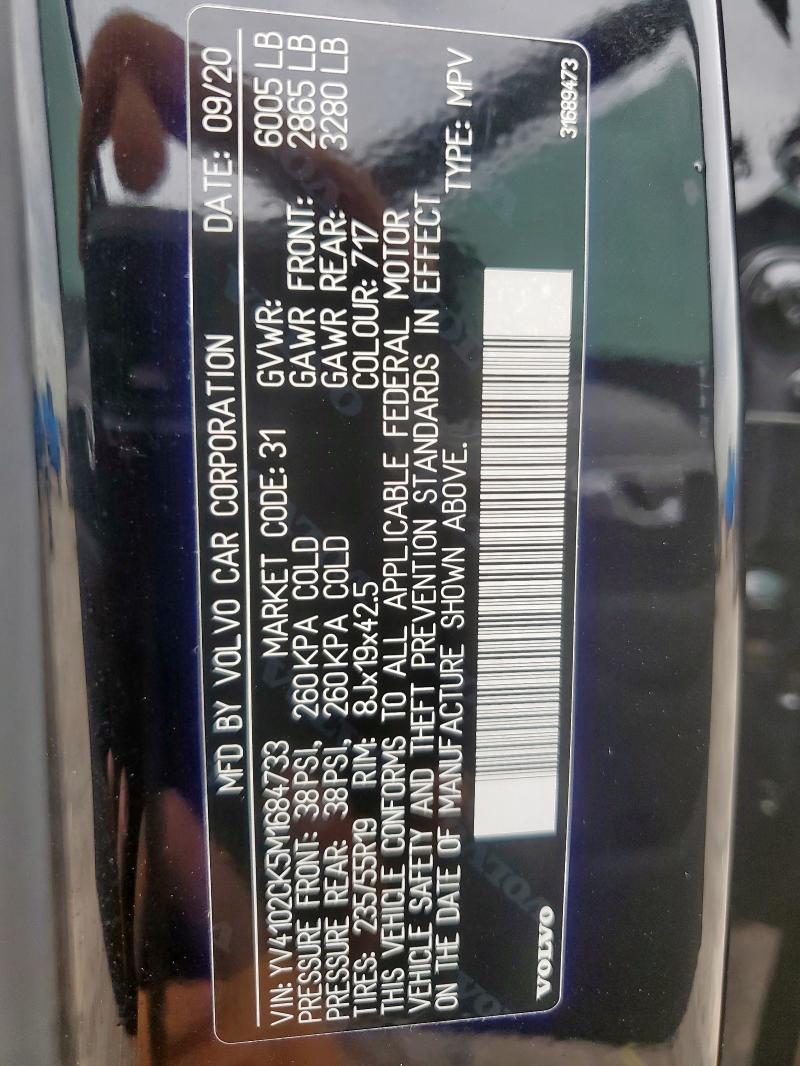 MFD BY VOLVO CAR CORPORATION DATE: 09/20
VIN: YV4102CK5M1684733 MARKET CODE: 31 GVWR: 6005 LB
PRESSURE FRONT: 38PSI, 260KPA COLD GAWR FRONT: 2865 LB
PRESSURE REAR: 38PSI, 260KPA COLD GAWR REAR: 3280 LB
TIRES: 235/55R19 RIM: 8Jx19x42.5 COLOUR: 717
THIS VEHICLE CONFORMS TO ALL APPLICABLE FEDERAL MOTOR
VEHICLE SAFETY AND THEFT PREVENTION STANDARDS IN EFFECT
ON THE DATE OF MANUFACTURE SHOWN ABOVE. TYPE: MPV
VOLVO 31689473